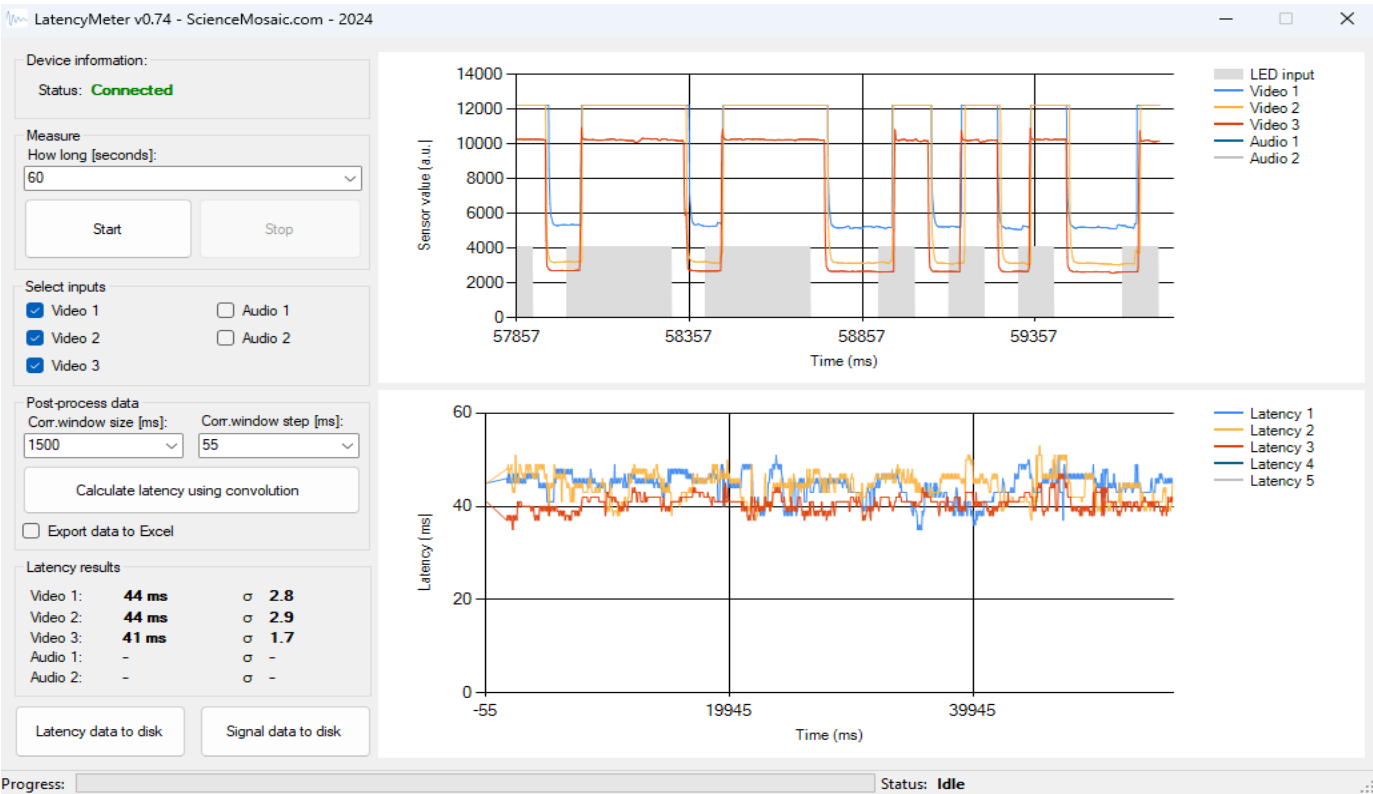 LatencyMeter v0.74 - ScienceMosaic.com - 2024
Device information:
Status: Connected
Measure
How long [seconds]:
60
Start
Stop
Select inputs
Video 1
Audio 1
Video 2
Audio 2
Video 3
Post-process data
Corr.window size [ms]:
Corr.window step [ms]:
1500
55
Calculate latency using convolution
Export data to Excel
Latency results
Video 1: 44 ms σ 2.8
Video 2: 44 ms σ 2.9
Video 3: 41 ms σ 1.7
Audio 1: - σ -
Audio 2: - σ -
Latency data to disk
Signal data to disk
14000
12000
10000
8000
6000
4000
2000
0
Sensor value (a.u.)
57857
58357
58857
59357
Time (ms)
LED input
Video 1
Video 2
Video 3
Audio 1
Audio 2
60
40
20
0
Latency (ms)
-55
19945
39945
Time (ms)
Latency 1
Latency 2
Latency 3
Latency 4
Latency 5
Progress:
Status: Idle